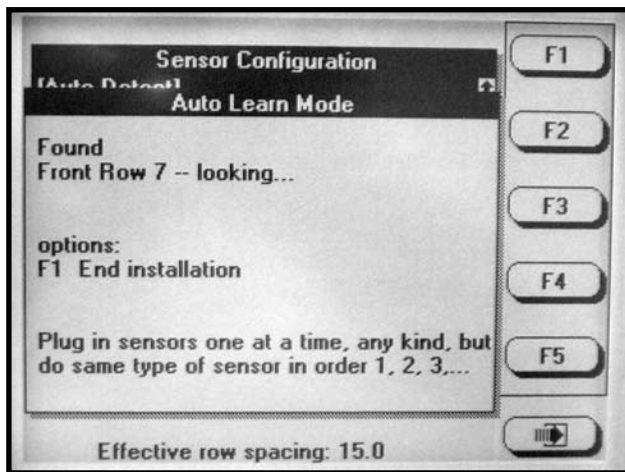 Sensor Configuration
[Auto Detect]
Auto Learn Mode
Found
Front Row 7 -- looking...
options:
F1 End installation
Plug in sensors one at a time, any kind, but
do same type of sensor in order 1, 2, 3,...
Effective row spacing: 15.0
F1
F2
F3
F4
F5